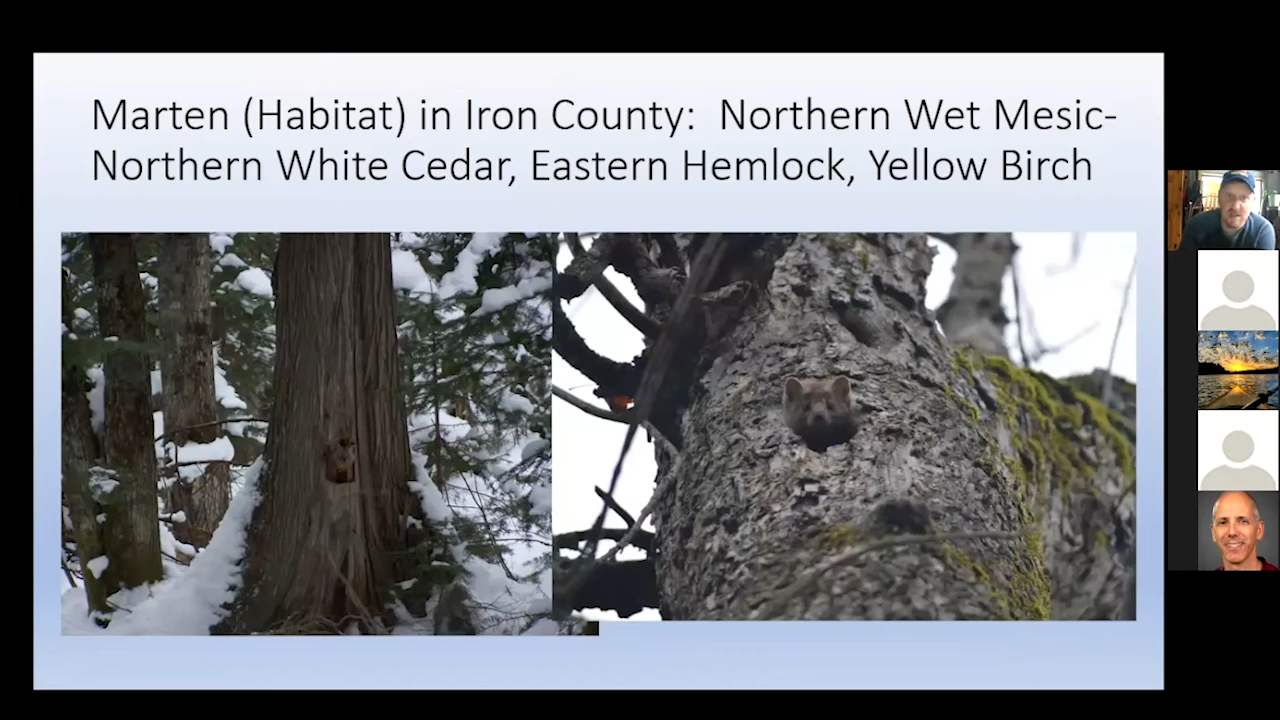 Marten (Habitat) in Iron County:  Northern Wet Mesic-
Northern White Cedar, Eastern Hemlock, Yellow Birch